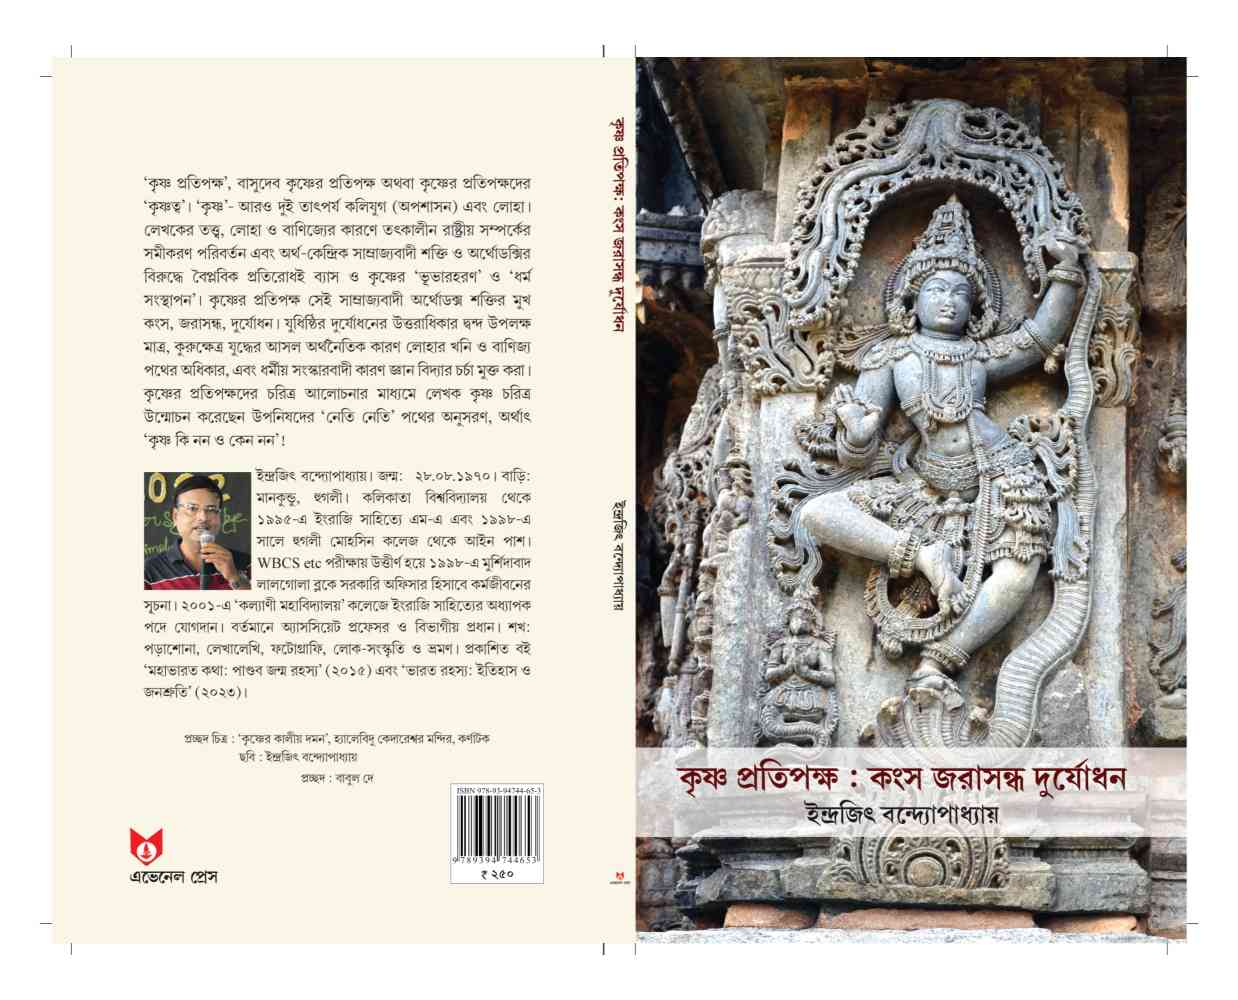 ‘কৃষ্ণ প্রতিপক্ষ’, বাসুদেব কৃষ্ণের প্রতিপক্ষ অথবা কৃষ্ণের প্রতিপক্ষদের
‘কৃষ্ণত্ব’। ‘কৃষ্ণ’- আরও দুই তাৎপর্য কলিযুগ (অপশাসন) এবং লোহা।
লেখকের তত্ত্ব, লোহা ও বাণিজ্যের কারণে তৎকালীন রাষ্ট্রীয় সম্পর্কের
সমীকরণ পরিবর্তন এবং অর্থ-কেন্দ্রিক সাম্রাজ্যবাদী শক্তি ও অর্থোডক্সির
বিরুদ্ধে বৈপ্লবিক প্রতিরোধই ব্যাস ও কৃষ্ণের ‘ভূভারহরণ’ ও ‘ধর্ম
সংস্থাপন’। কৃষ্ণের প্রতিপক্ষ সেই সাম্রাজ্যবাদী অর্থোডক্স শক্তির মুখ
কংস, জরাসন্ধ, দুর্যোধন। যুধিষ্ঠির দুর্যোধনের উত্তরাধিকার দ্বন্দ উপলক্ষ
মাত্র, কুরুক্ষেত্র যুদ্ধের আসল অর্থনৈতিক কারণ লোহার খনি ও বাণিজ্য
পথের অধিকার, এবং ধর্মীয় সংস্কারবাদী কারণ জ্ঞান বিদ্যার চর্চা মুক্ত করা।
কৃষ্ণের প্রতিপক্ষদের চরিত্র আলোচনার মাধ্যমে লেখক কৃষ্ণ চরিত্র
উন্মোচন করেছেন উপনিষদের ‘নেতি নেতি’ পথের অনুসরণ, অর্থাৎ
‘কৃষ্ণ কি নন ও কেন নন’!
ইন্দ্রজিৎ বন্দ্যোপাধ্যায়। জন্ম: ২৮.০৮.১৯৭০। বাড়ি:
মানকুন্ডু, হুগলী। কলিকাতা বিশ্ববিদ্যালয় থেকে
১৯৯৫-এ ইংরাজি সাহিত্যে এম-এ এবং ১৯৯৮-এ
সালে হুগলী মোহসিন কলেজ থেকে আইন পাশ।
WBCS etc পরীক্ষায় উত্তীর্ণ হয়ে ১৯৯৮-এ মুর্শিদাবাদ
লালগোলা ব্লকে সরকারি অফিসার হিসাবে কর্মজীবনের
সূচনা। ২০০১-এ ‘কল্যাণী মহাবিদ্যালয়’ কলেজে ইংরাজি সাহিত্যের অধ্যাপক
পদে যোগদান। বর্তমানে অ্যাসসিয়েট প্রফেসর ও বিভাগীয় প্রধান। শখ:
পড়াশোনা, লেখালেখি, ফটোগ্রাফি, লোক-সংস্কৃতি ও ভ্রমণ। প্রকাশিত বই
‘মহাভারত কথা: পাণ্ডব জন্ম রহস্য’ (২০১৫) এবং ‘ভারত রহস্য: ইতিহাস ও
জনশ্রুতি’ (২০২৩)।
প্রচ্ছদ চিত্র : ‘কৃষ্ণের কালীয় দমন’, হ্যালেবিদু কেদারেশ্বর মন্দির, কর্ণাটক
ছবি : ইন্দ্রজিৎ বন্দ্যোপাধ্যায়
প্রচ্ছদ : বাবুল দে
ISBN 978-93-94744-65-3
9 789394 744653
₹ ২৫০
এভেনেল প্রেস
কৃষ্ণ প্রতিপক্ষ: কংস জরাসন্ধ দুর্যোধন
ইন্দ্রজিৎ বন্দ্যোপাধ্যায়
কৃষ্ণ প্রতিপক্ষ : কংস জরাসন্ধ দুর্যোধন
ইন্দ্রজিৎ বন্দ্যোপাধ্যায়